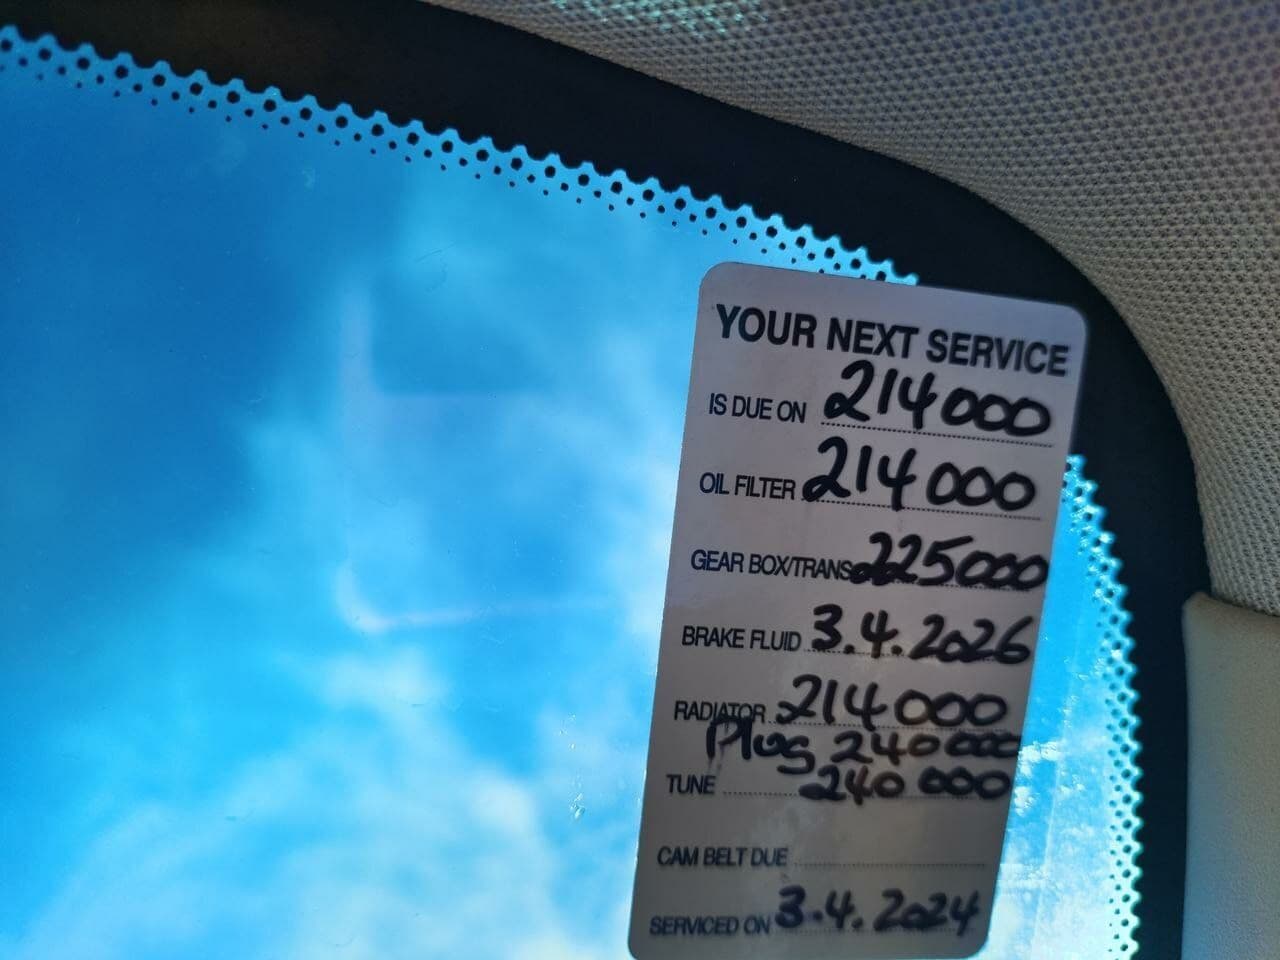 YOUR NEXT SERVICE
IS DUE ON 214000
OIL FILTER 214000
GEAR BOX/TRANS 225000
BRAKE FLUID 3.4.2026
RADIATOR 214000
Plug 240000
TUNE 240000
CAM BELT DUE
SERVICED ON 3.4.2024